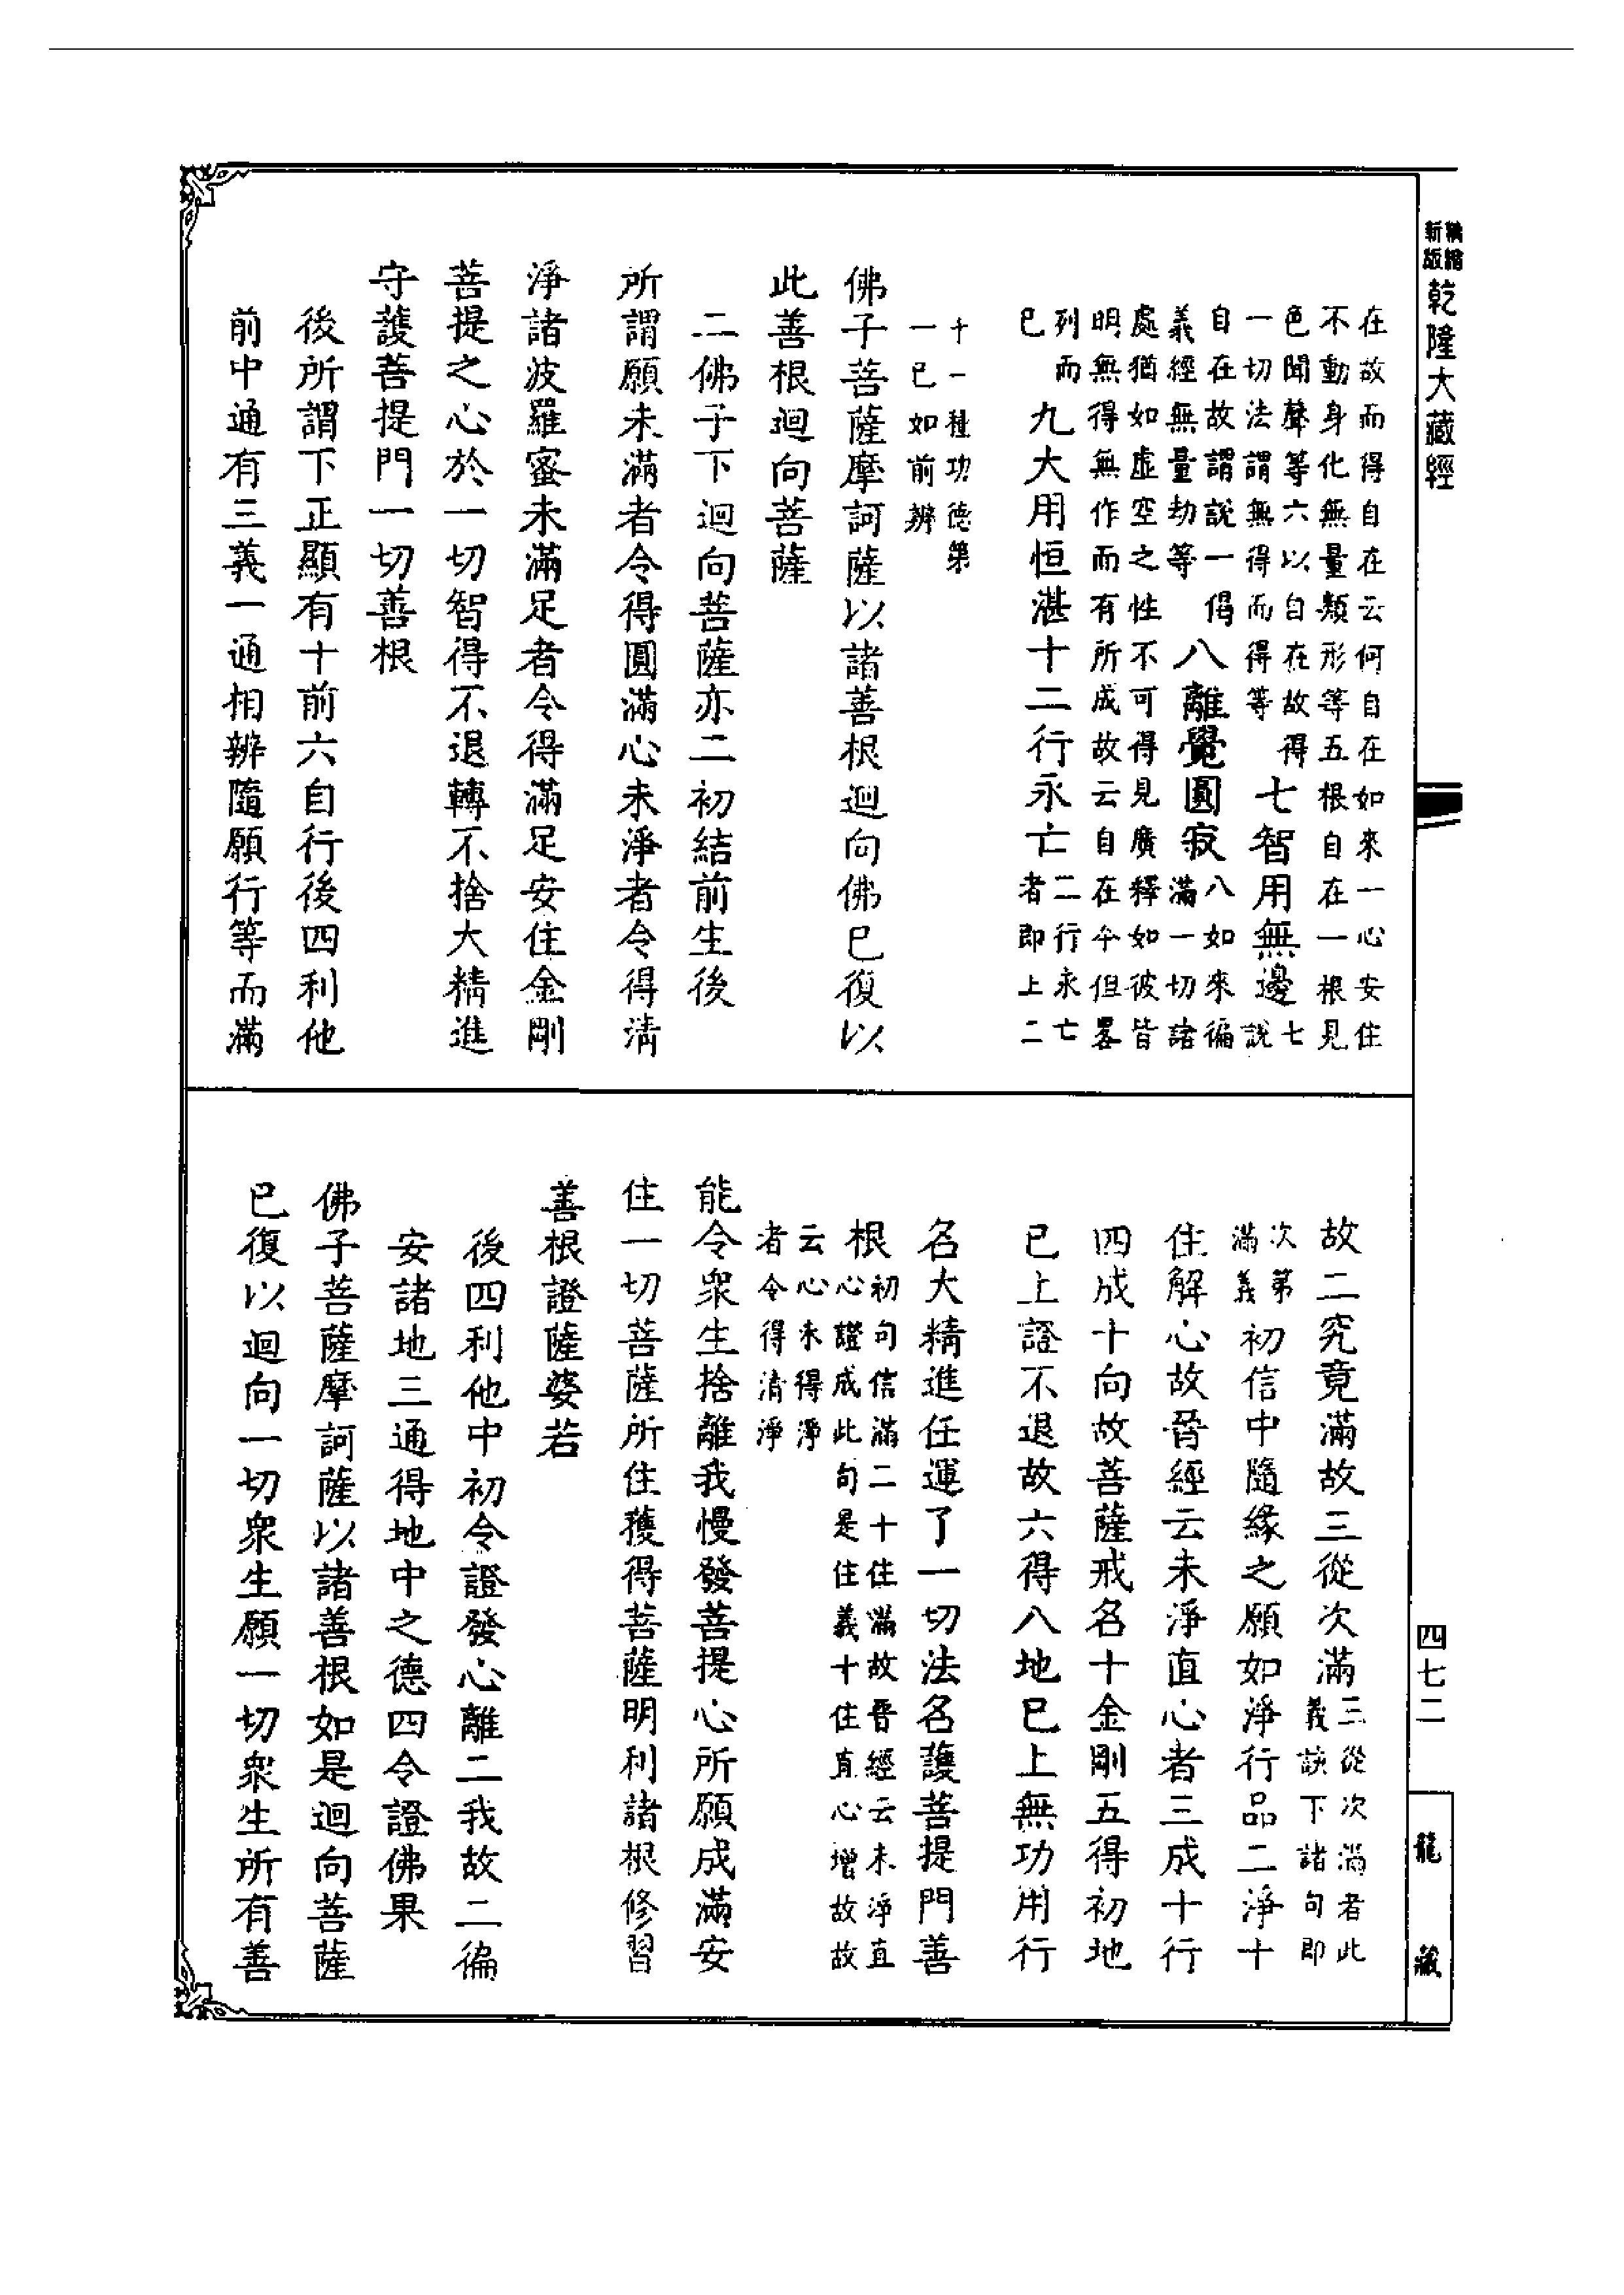 精縮
新版
乾隆大藏經
在故而得自在云何自在如來一心安住
不動身化無量類形等五根自在一根見
色聞聲等六以自在故得
一切法謂無得而得等
七智用無邊
七
說
自在故謂說一偈
義經無量劫等
八離覺圓寂
八如來徧
滿一切諸
處猶如虛空之性不可得見廣釋如彼皆
明無得無作而有所成故云自在今但畧
列而
已
九大用恒湛十二行永亡
二行永亡
者即上二
十一種功德第
一已如前辨
佛子菩薩摩訶薩以諸善根迴向佛已復以
此善根迴向菩薩
二佛子下迴向菩薩亦二初結前生後
所謂願未滿者令得圓滿心未淨者令得清
淨諸波羅蜜未滿足者令得滿足安住金剛
菩提之心於一切智得不退轉不捨大精進
守護菩提門一切善根
後所謂下正顯有十前六自行後四利他
前中通有三義一通相辨隨願行等而滿
故二究竟滿故三從次滿
三從次滿者此
義該下諸句即
次第
滿義
初信中隨緣之願如淨行品二淨十
住解心故晉經云未淨直心者三成十行
四成十向故菩薩戒名十金剛五得初地
已上證不退故六得八地已上無功用行
名大精進任運了一切法名護菩提門善
根
初句信滿二十住滿故晉經云未淨直
心證成此句是住義十住直心增故故
云心未得淨
者令得清淨
能令衆生捨離我慢發菩提心所願成滿安
住一切菩薩所住獲得菩薩明利諸根修習
善根證薩婆若
後四利他中初令證發心離二我故二徧
安諸地三通得地中之德四令證佛果
佛子菩薩摩訶薩以諸善根如是迴向菩薩
已復以迴向一切衆生願一切衆生所有善
四七二
龍藏